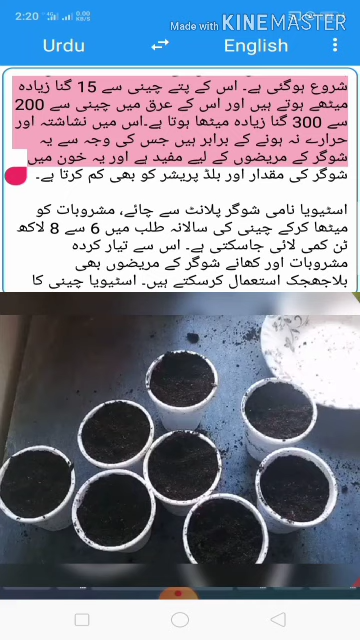 2:20
0.00
KB/S
Made with
KINEMASTER
Urdu
English
شروع ہوگئی ہے۔ اس کے پتے چینی سے 15 گنا زیادہ
میٹھے ہوتے ہیں اور اس کے عرق میں چینی سے 200
سے 300 گنا زیادہ میٹھا ہوتا ہے۔اس میں نشاشتہ اور
حرارے نہ ہونے کے برابر ہیں جس کی وجہ سے یہ
شوگر کے مریضوں کے لیے مفید ہے اور یہ خون میں
شوگر کی مقدار اور بلڈ پریشر کو بھی کم کرتا ہے۔
اسٹیویا نامی شوگر پلانٹ سے چائے، مشروبات کو
میٹھا کرکے چینی کی سالانہ طلب میں 6 سے 8 لاکھ
ٹن کمی لائی جاسکتی ہے۔ اس سے تیار کردہ
مشروبات اور کھانے شوگر کے مریضوں بھی
بلاجھجک استعمال کرسکتے ہیں۔ اسٹیویا چینی کا